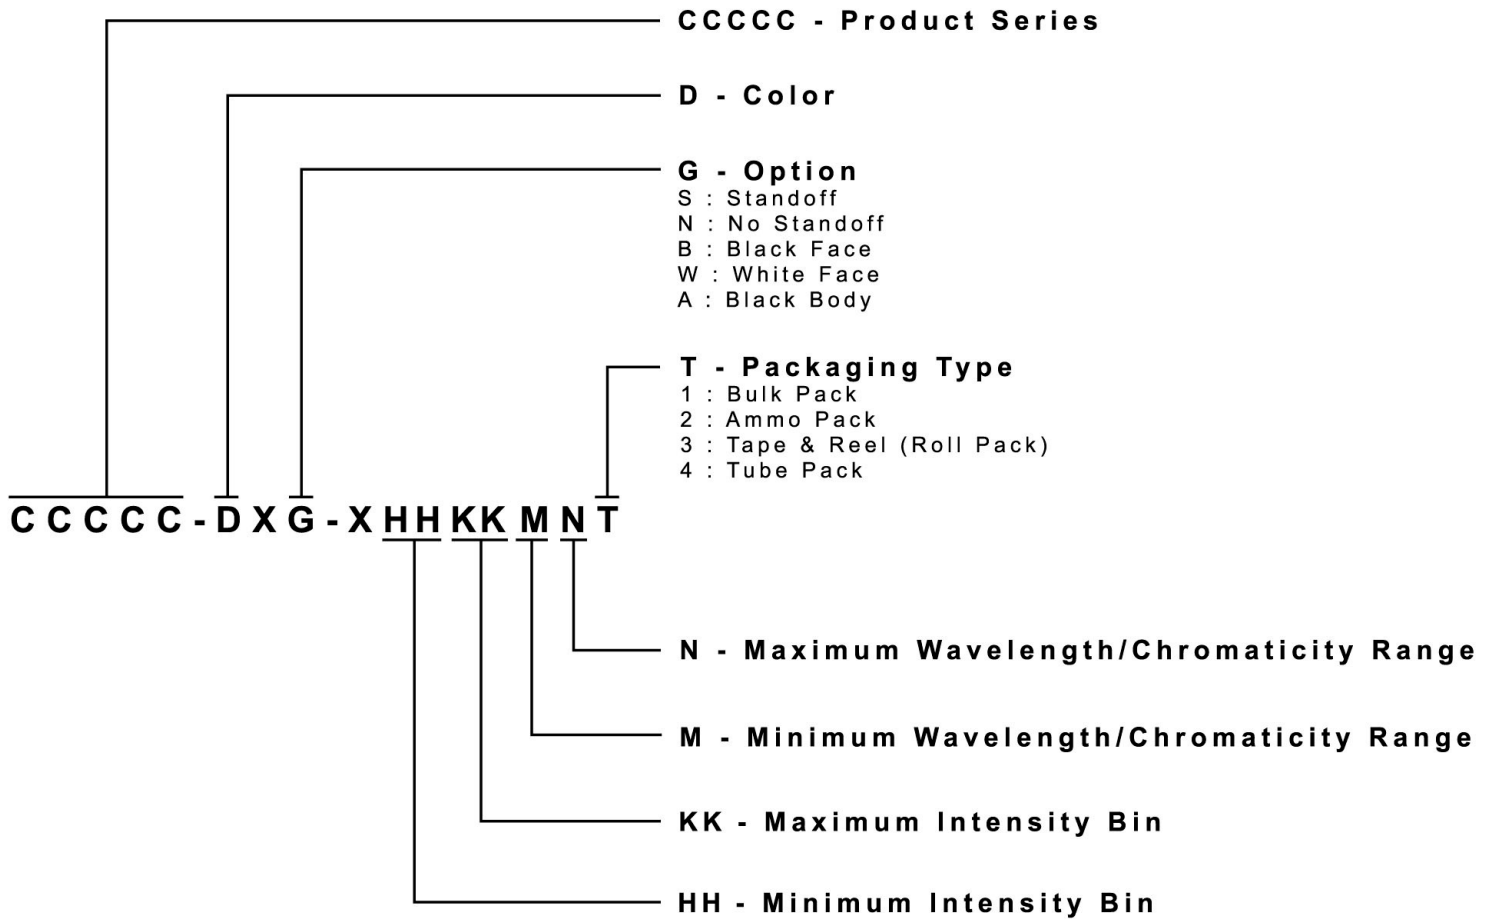 CCCCC - Product Series
D - Color
G - Option
S : Standoff
N : No Standoff
B : Black Face
W : White Face
A : Black Body
T - Packaging Type
1 : Bulk Pack
2 : Ammo Pack
3 : Tape & Reel (Roll Pack)
4 : Tube Pack
CCCCC-DXG-XHHKKMNT
N - Maximum Wavelength/Chromaticity Range
M - Minimum Wavelength/Chromaticity Range
KK - Maximum Intensity Bin
HH - Minimum Intensity Bin